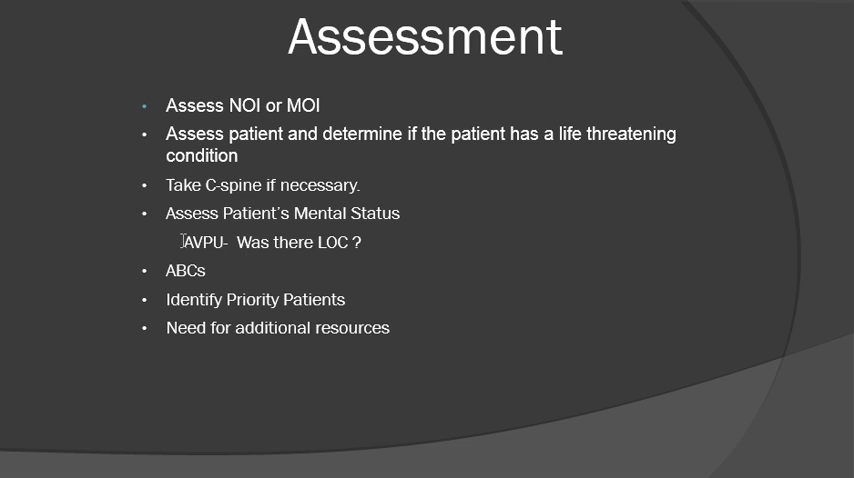 Assessment
• Assess NOI or MOI
• Assess patient and determine if the patient has a life threatening
condition
• Take C-spine if necessary.
• Assess Patient's Mental Status
AVPU- Was there LOC ?
• ABCs
• Identify Priority Patients
• Need for additional resources